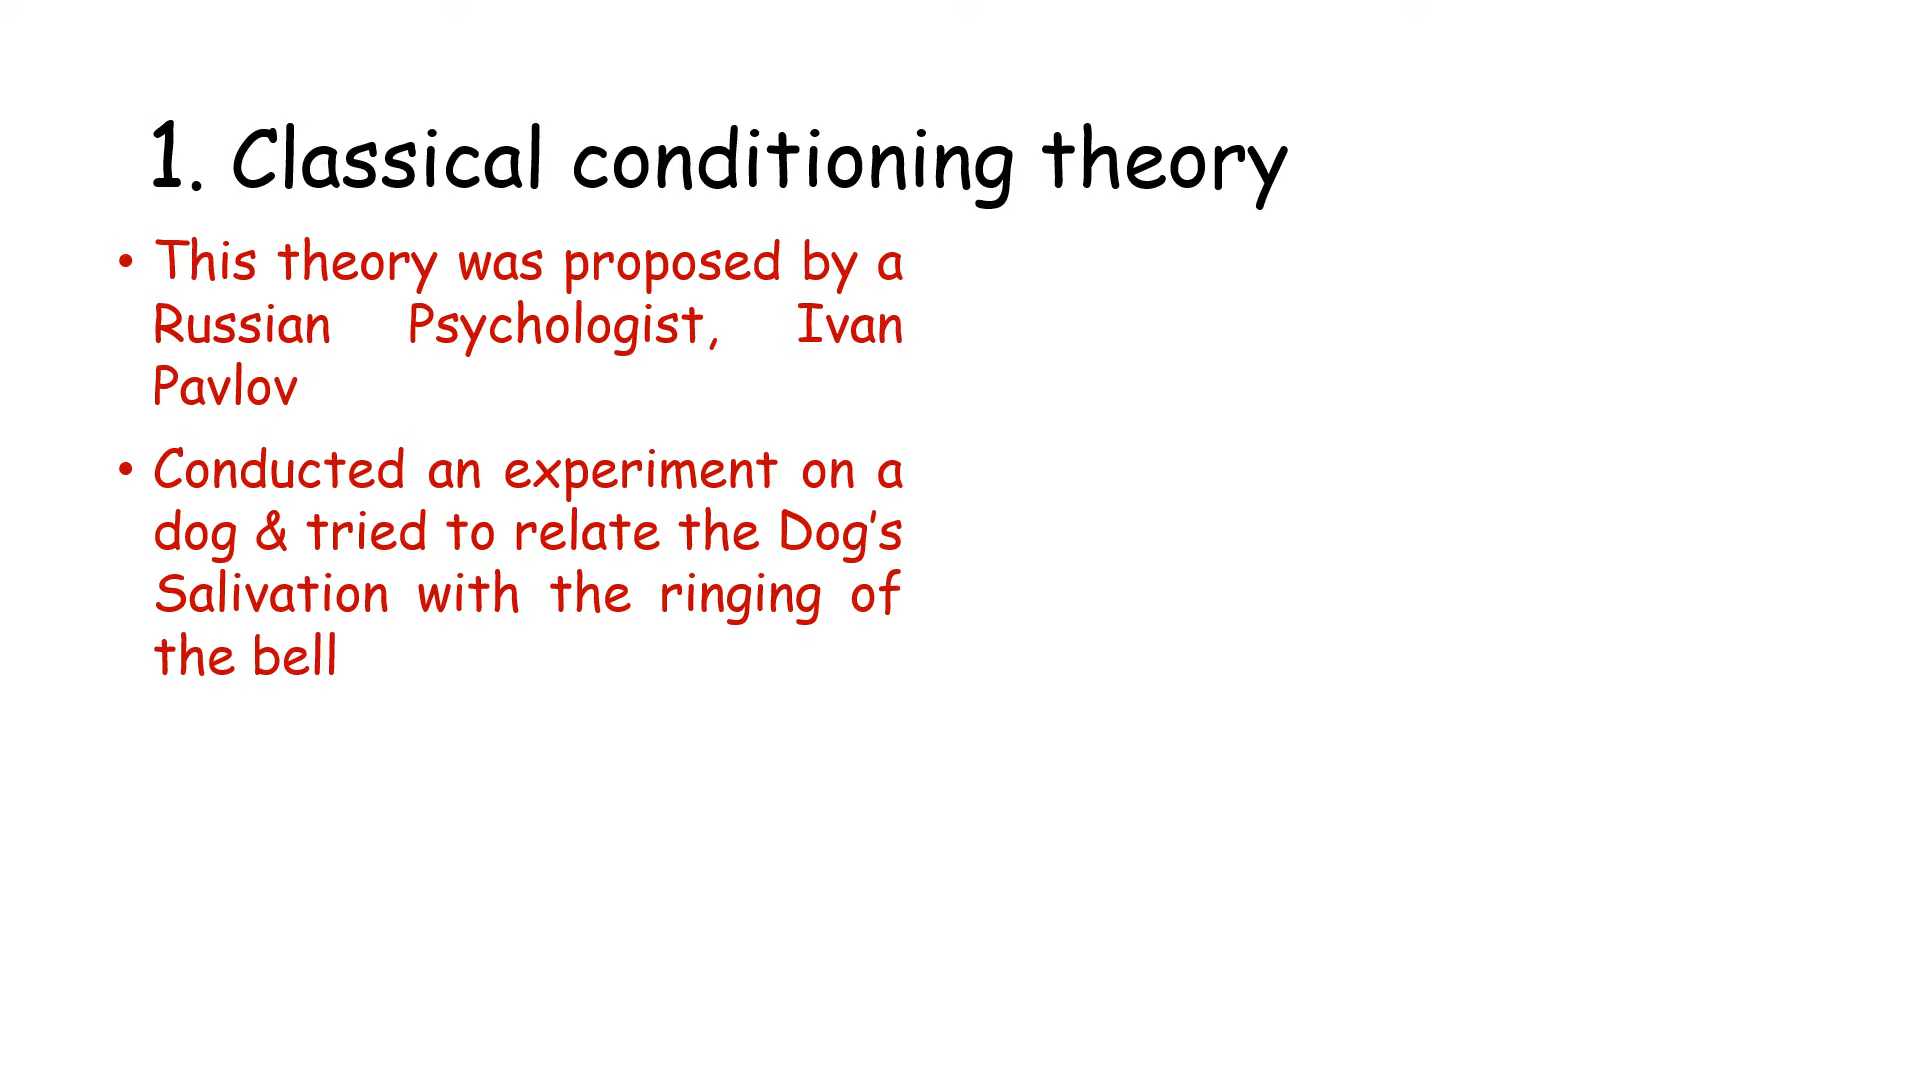 1. Classical conditioning theory
• This theory was proposed by a
Russian Psychologist, Ivan
Pavlov
• Conducted an experiment on a
dog & tried to relate the Dog’s
Salivation with the ringing of
the bell